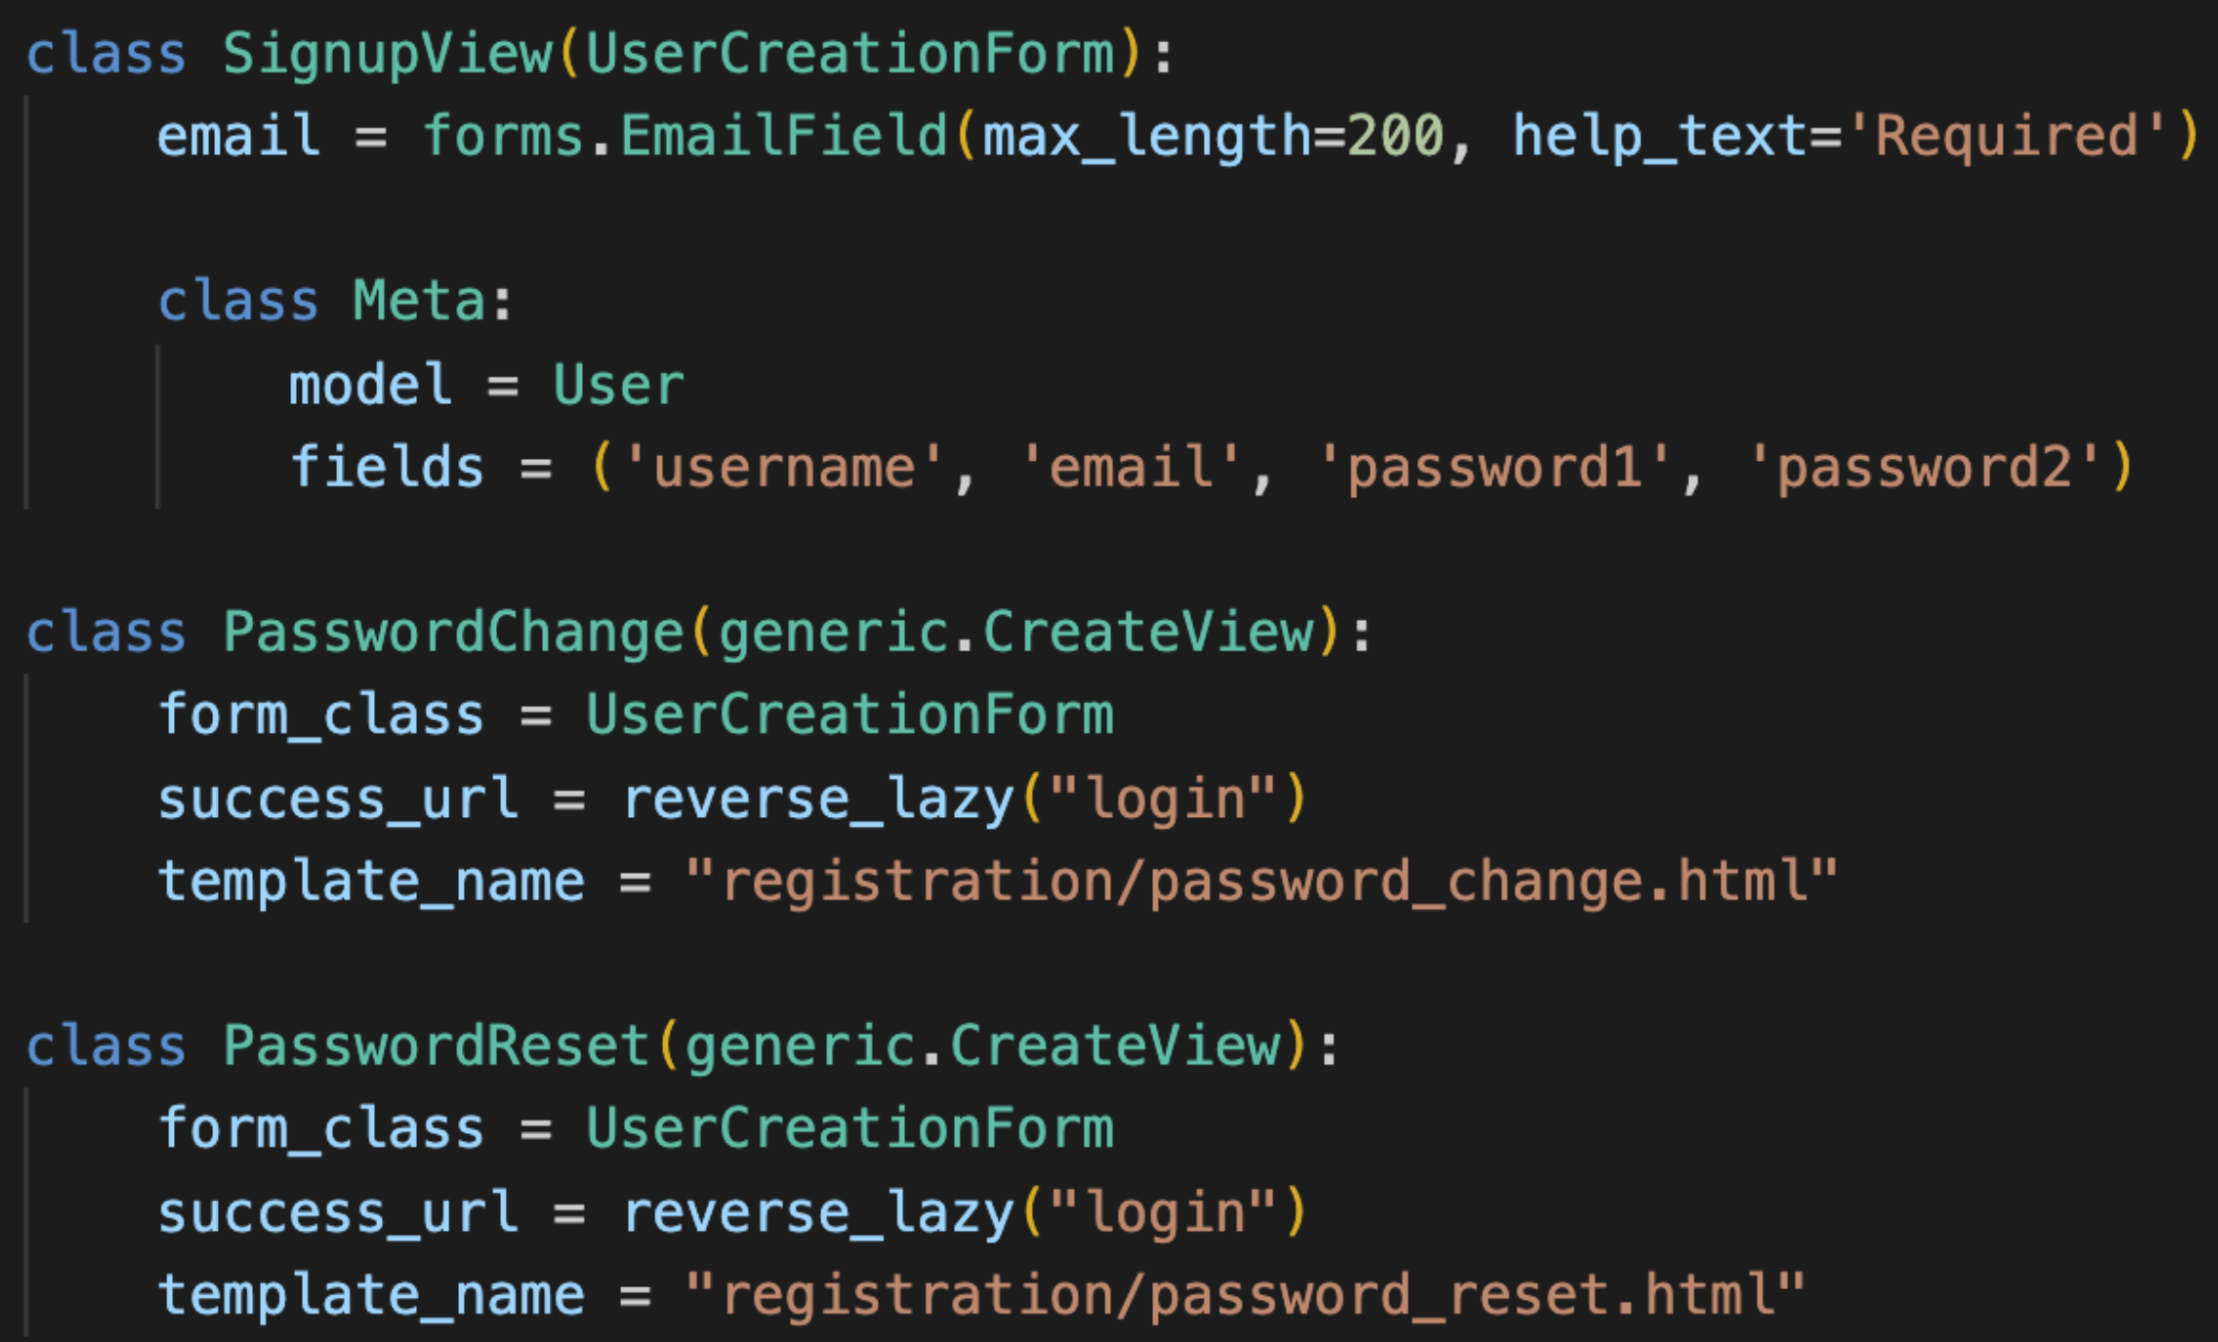 class SignupView(UserCreationForm):
    email = forms.EmailField(max_length=200, help_text='Required')
    class Meta:
        model = User
        fields = ('username', 'email', 'password1', 'password2')
class PasswordChange(generic.CreateView):
    form_class = UserCreationForm
    success_url = reverse_lazy("login")
    template_name = "registration/password_change.html"
class PasswordReset(generic.CreateView):
    form_class = UserCreationForm
    success_url = reverse_lazy("login")
    template_name = "registration/password_reset.html"